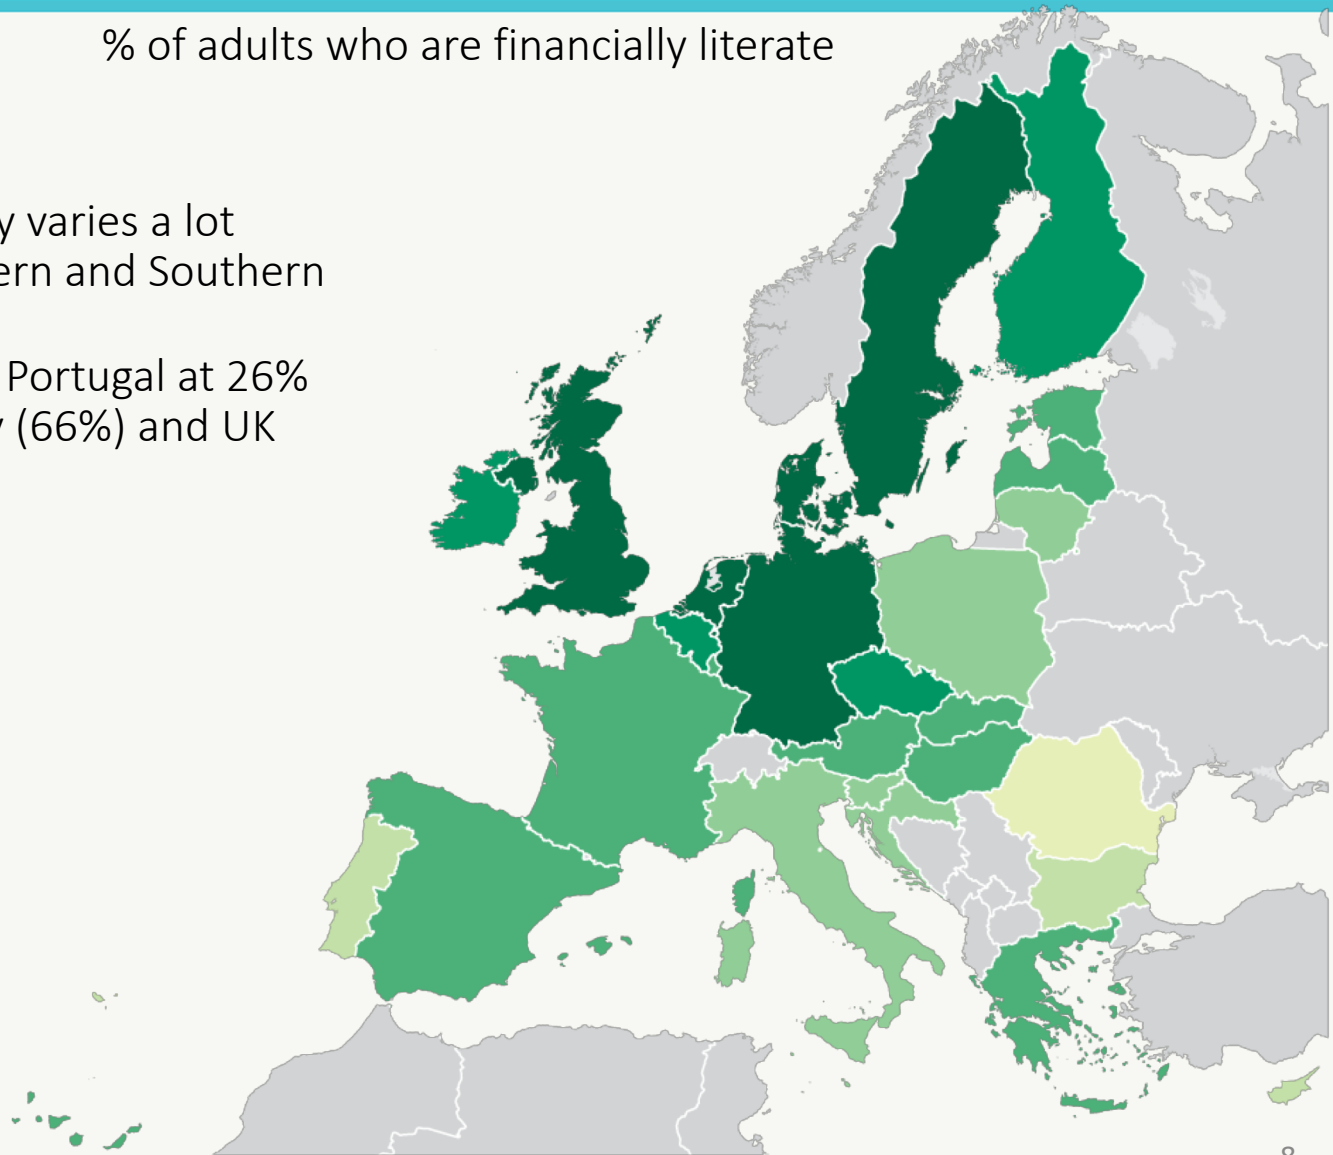 % of adults who are financially literate
y varies a lot
ern and Southern
Portugal at 26%
(66%) and UK